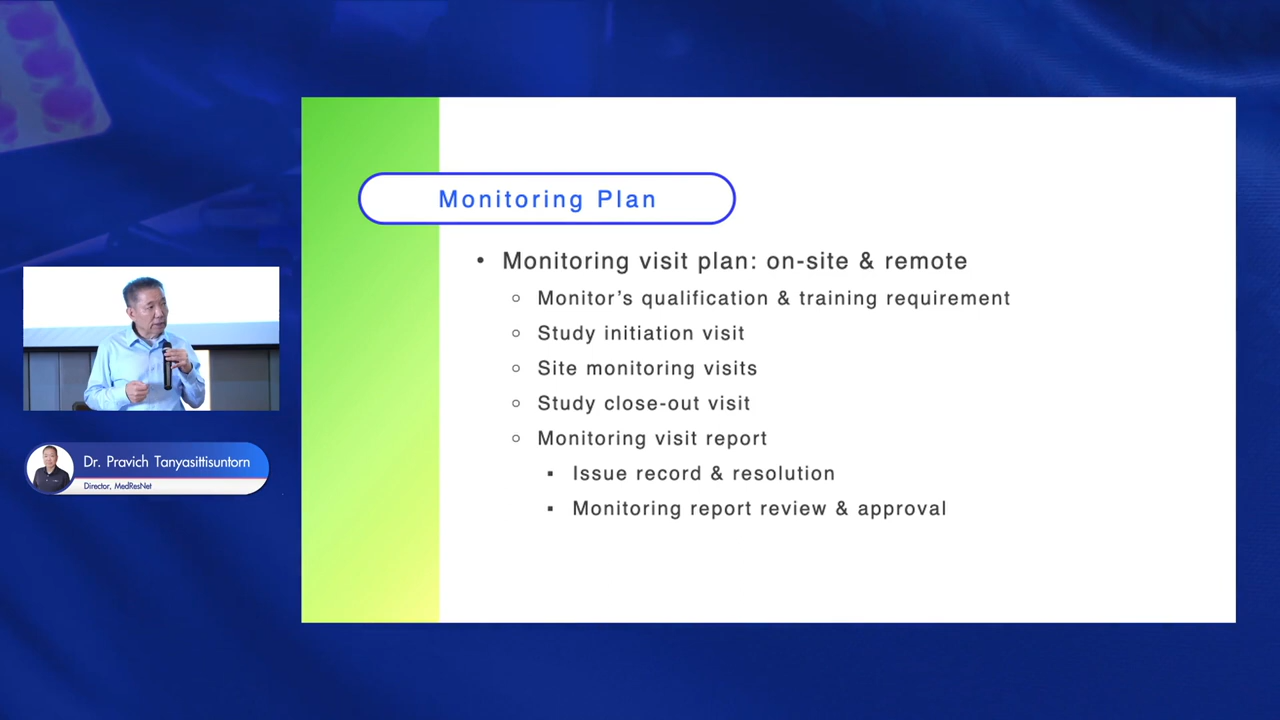 Monitoring Plan
• Monitoring visit plan: on-site & remote
○ Monitor’s qualification & training requirement
○ Study initiation visit
○ Site monitoring visits
○ Study close-out visit
○ Monitoring visit report
▪ Issue record & resolution
▪ Monitoring report review & approval
Dr. Pravich Tanyasittisuntorn
Director, MedResNet